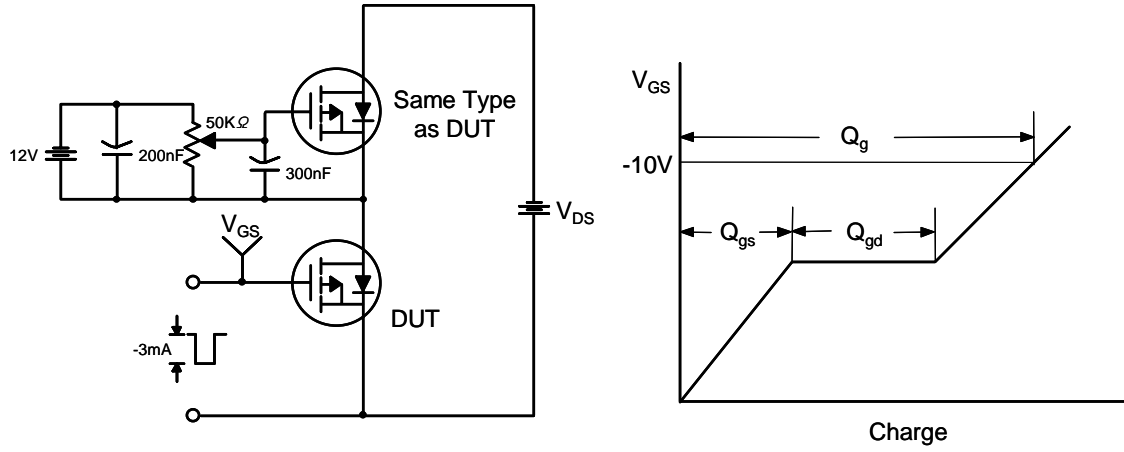 Same Type
as DUT
50KΩ
12V
200nF
300nF
V_GS
V_DS
DUT
-3mA
V_GS
Q_g
-10V
Q_gs
Q_gd
Charge